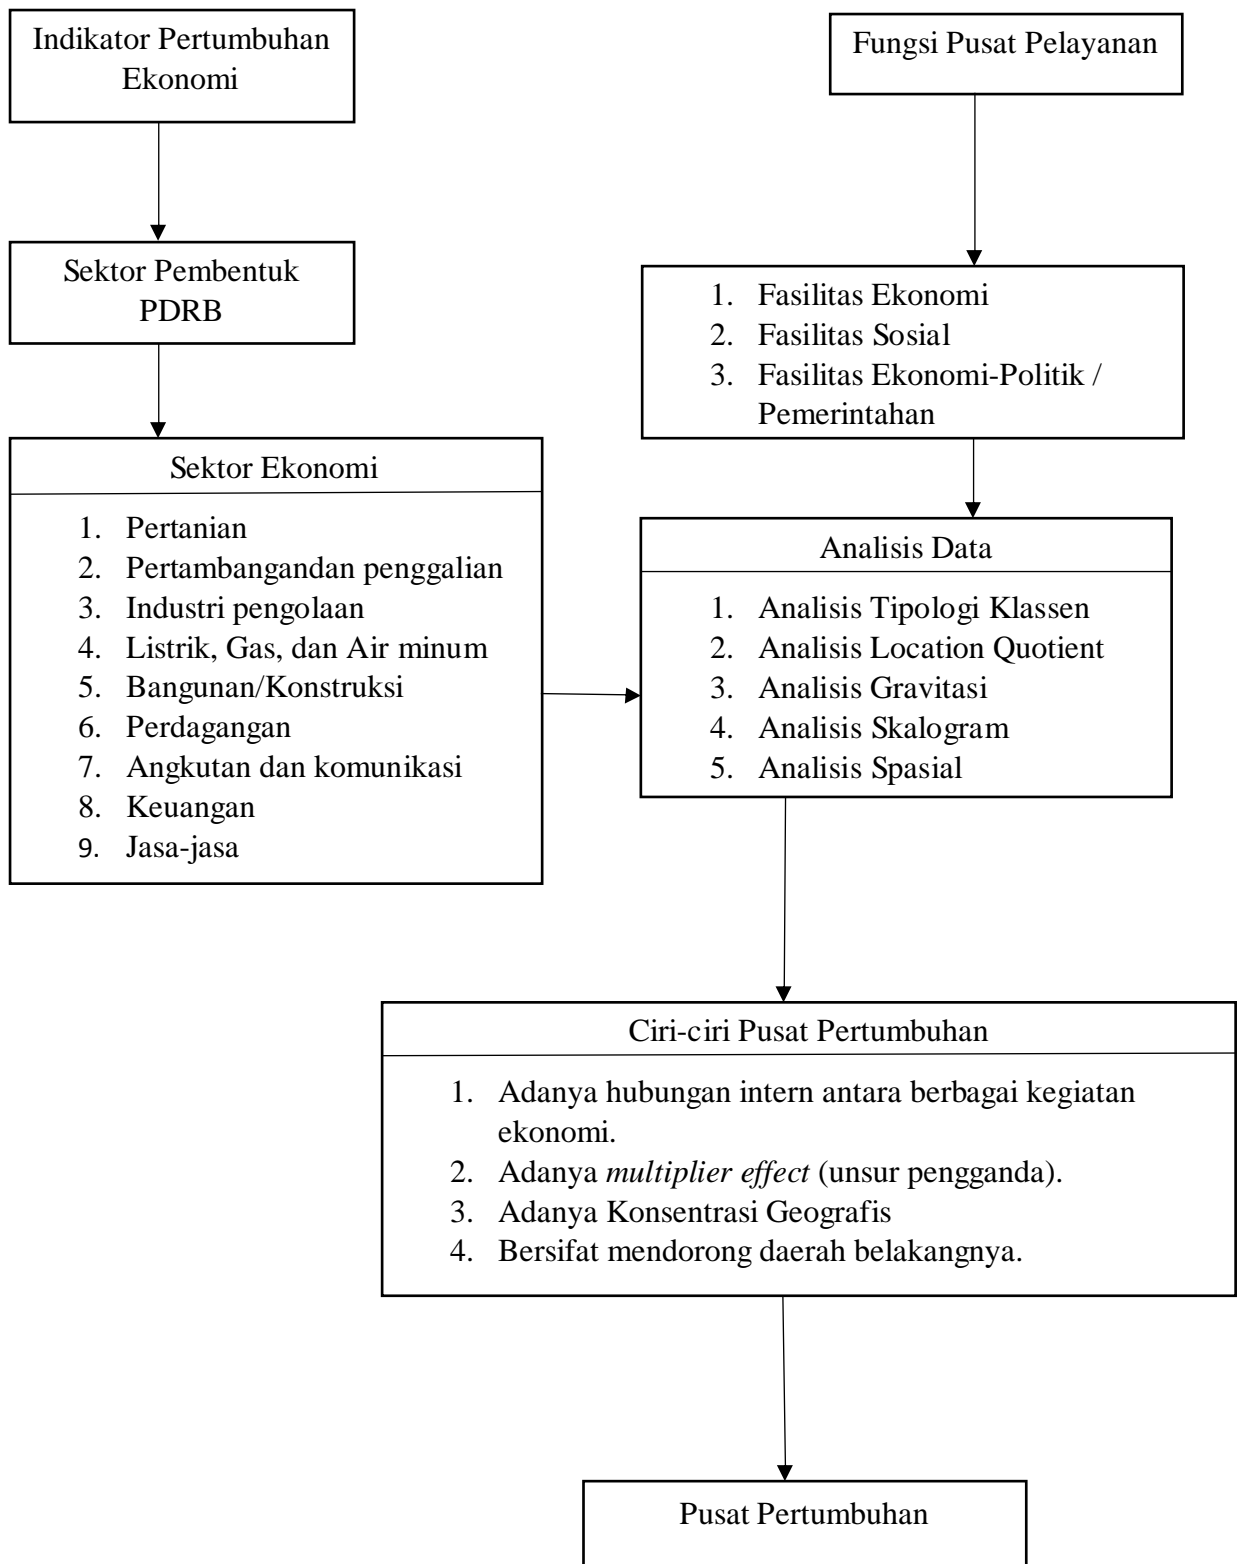 Indikator Pertumbuhan
Ekonomi
Fungsi Pusat Pelayanan
Sektor Pembentuk
PDRB
1. Fasilitas Ekonomi
2. Fasilitas Sosial
3. Fasilitas Ekonomi-Politik /
Pemerintahan
Sektor Ekonomi
1. Pertanian
2. Pertambangandan penggalian
3. Industri pengolaan
4. Listrik, Gas, dan Air minum
5. Bangunan/Konstruksi
6. Perdagangan
7. Angkutan dan komunikasi
8. Keuangan
9. Jasa-jasa
Analisis Data
1. Analisis Tipologi Klassen
2. Analisis Location Quotient
3. Analisis Gravitasi
4. Analisis Skalogram
5. Analisis Spasial
Ciri-ciri Pusat Pertumbuhan
1. Adanya hubungan intern antara berbagai kegiatan
ekonomi.
2. Adanya multiplier effect (unsur pengganda).
3. Adanya Konsentrasi Geografis
4. Bersifat mendorong daerah belakangnya.
Pusat Pertumbuhan